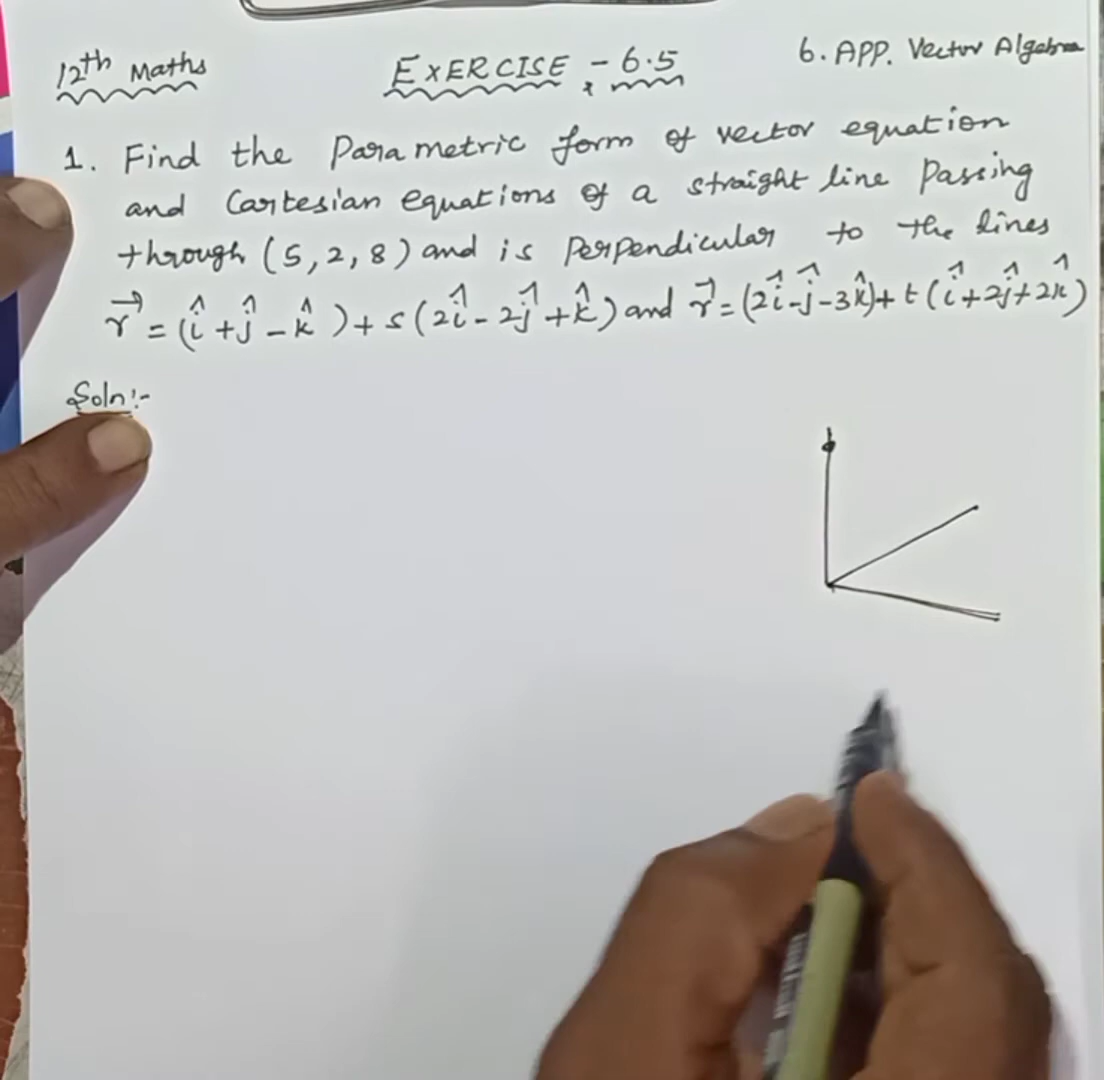 12th Maths
EXERCISE - 6.5
6. APP. Vector Algebra
1. Find the Parametric form of vector equation
and Cartesian equations of a straight line Passing
through (5, 2, 8) and is Perpendicular to the lines
r⃗ = (î + ĵ - k̂) + s(2î - 2ĵ + k̂) and r⃗ = (2î - ĵ - 3k̂) + t(î + 2ĵ + 2k̂)
Soln:-